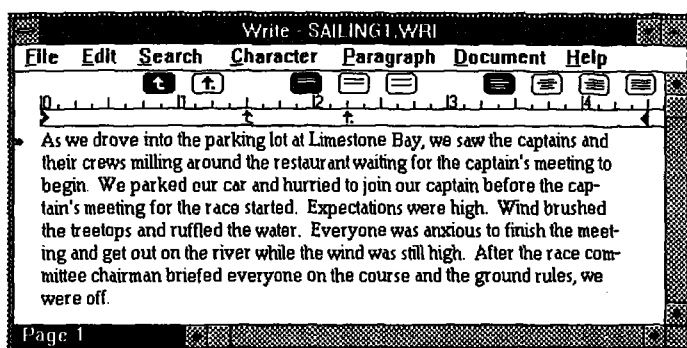 Write - SAILING1.WRI
File Edit Search Character Paragraph Document Help
0 1 2 3 4
As we drove into the parking lot at Limestone Bay, we saw the captains and
their crews milling around the restaurant waiting for the captain's meeting to
begin. We parked our car and hurried to join our captain before the cap-
tain's meeting for the race started. Expectations were high. Wind brushed
the treetops and ruffled the water. Everyone was anxious to finish the meet-
ing and get out on the river while the wind was still high. After the race com-
mittee chairman briefed everyone on the course and the ground rules, we
were off.
Page 1